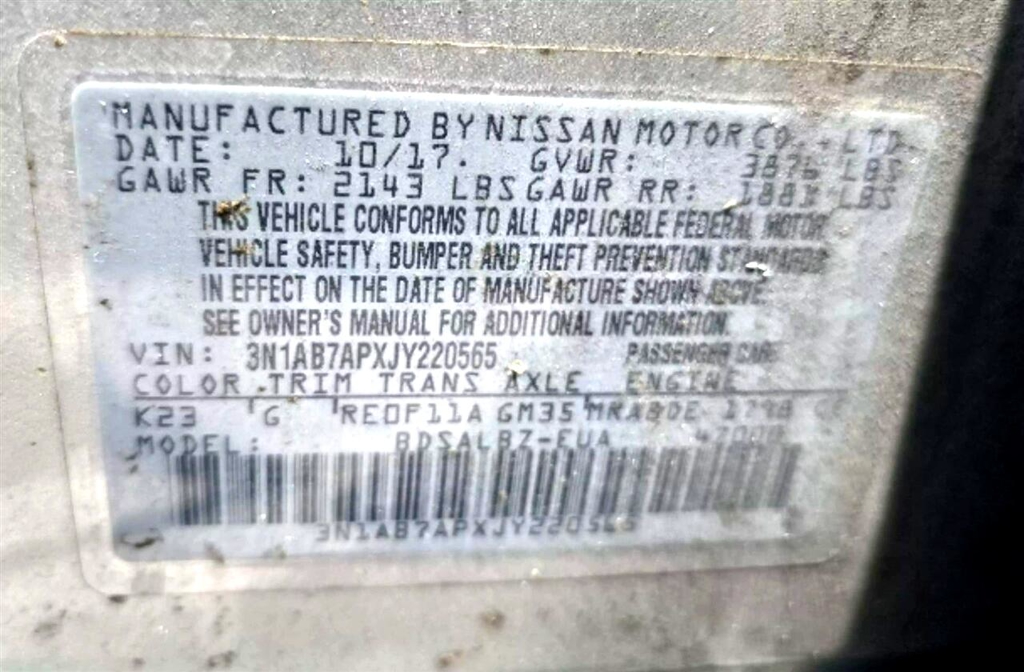 MANUFACTURED BY NISSAN MOTOR CO., LTD.
DATE: 10/17. GVWR: 3876 LBS
GAWR FR: 2143 LBS GAWR RR: 1883 LBS
THIS VEHICLE CONFORMS TO ALL APPLICABLE FEDERAL MOTOR
VEHICLE SAFETY, BUMPER AND THEFT PREVENTION STANDARDS
IN EFFECT ON THE DATE OF MANUFACTURE SHOWN ABOVE.
SEE OWNER'S MANUAL FOR ADDITIONAL INFORMATION.
VIN: 3N1AB7APXJY220565 PASSENGER CAR
COLOR TRIM TRANS AXLE ENGINE
K23 G RE0F11A GM35 MRA8DE 1798 CC
MODEL: BDSALBZ-EUA
3N1AB7APXJY220565